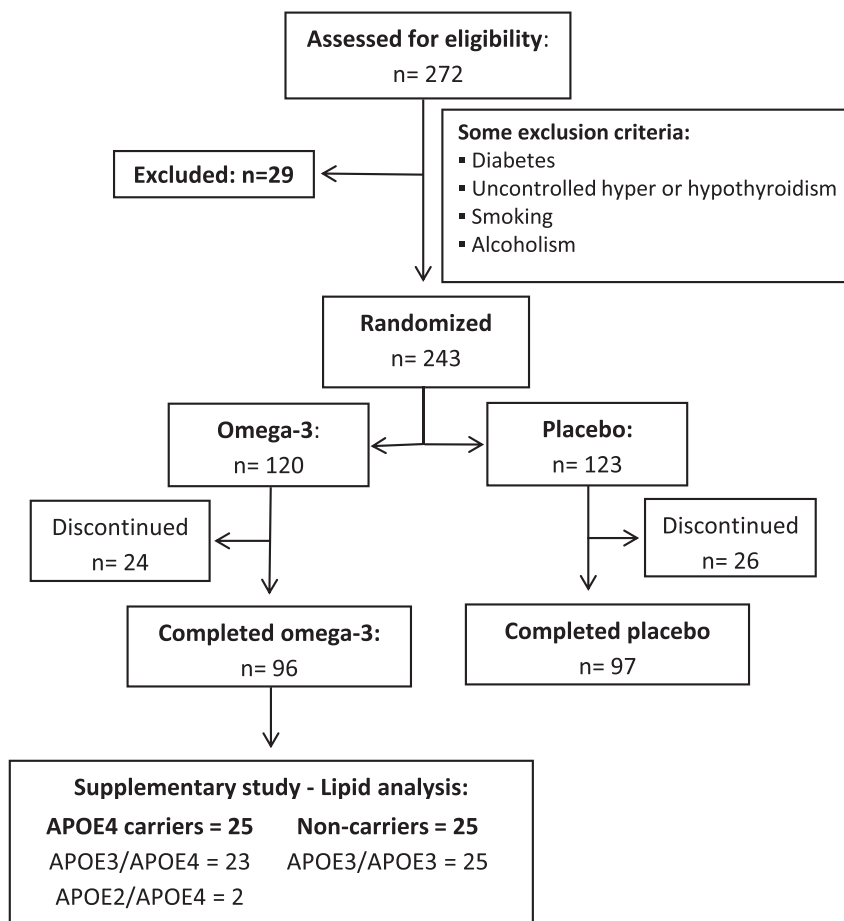 Assessed for eligibility:
n= 272
Some exclusion criteria:
▪ Diabetes
▪ Uncontrolled hyper or hypothyroidism
▪ Smoking
▪ Alcoholism
Excluded: n=29
Randomized
n= 243
Omega-3:
n= 120
Placebo:
n= 123
Discontinued
n= 24
Discontinued
n= 26
Completed omega-3:
n= 96
Completed placebo
n= 97
Supplementary study - Lipid analysis:
APOE4 carriers = 25 Non-carriers = 25
APOE3/APOE4 = 23 APOE3/APOE3 = 25
APOE2/APOE4 = 2